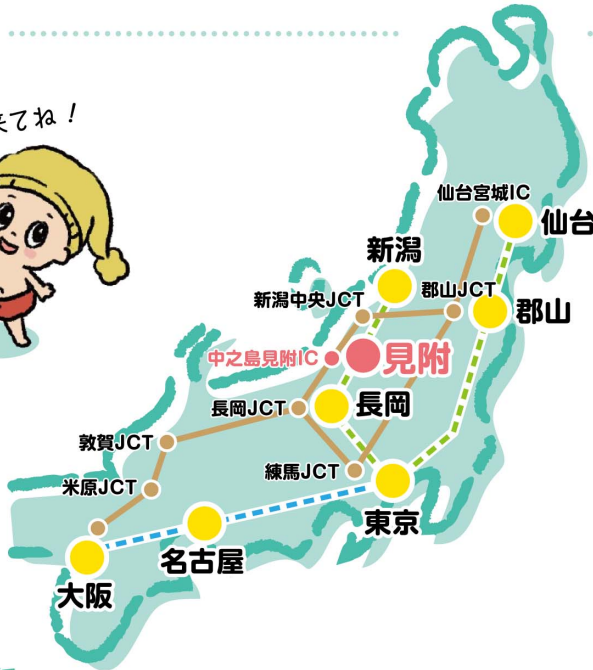 来てね！
仙台宮城IC
仙台
新潟
新潟中央JCT
郡山JCT
郡山
中之島見附IC
見附
長岡JCT
長岡
敦賀JCT
練馬JCT
米原JCT
東京
名古屋
大阪